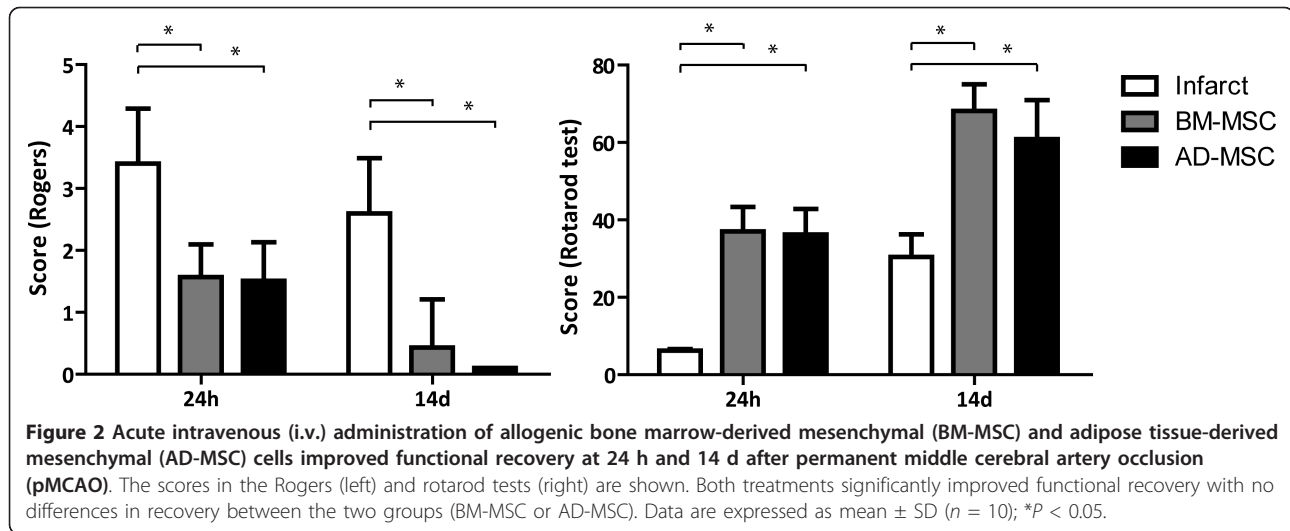 * *
* *
* *
* *
5
4
3
2
1
0
Score (Rogers)
24h 14d
80
60
40
20
0
Score (Rotarod test)
24h 14d
Infarct
BM-MSC
AD-MSC
Figure 2 Acute intravenous (i.v.) administration of allogenic bone marrow-derived mesenchymal (BM-MSC) and adipose tissue-derived
mesenchymal (AD-MSC) cells improved functional recovery at 24 h and 14 d after permanent middle cerebral artery occlusion
(pMCAO). The scores in the Rogers (left) and rotarod tests (right) are shown. Both treatments significantly improved functional recovery with no
differences in recovery between the two groups (BM-MSC or AD-MSC). Data are expressed as mean ± SD (n = 10); *P < 0.05.